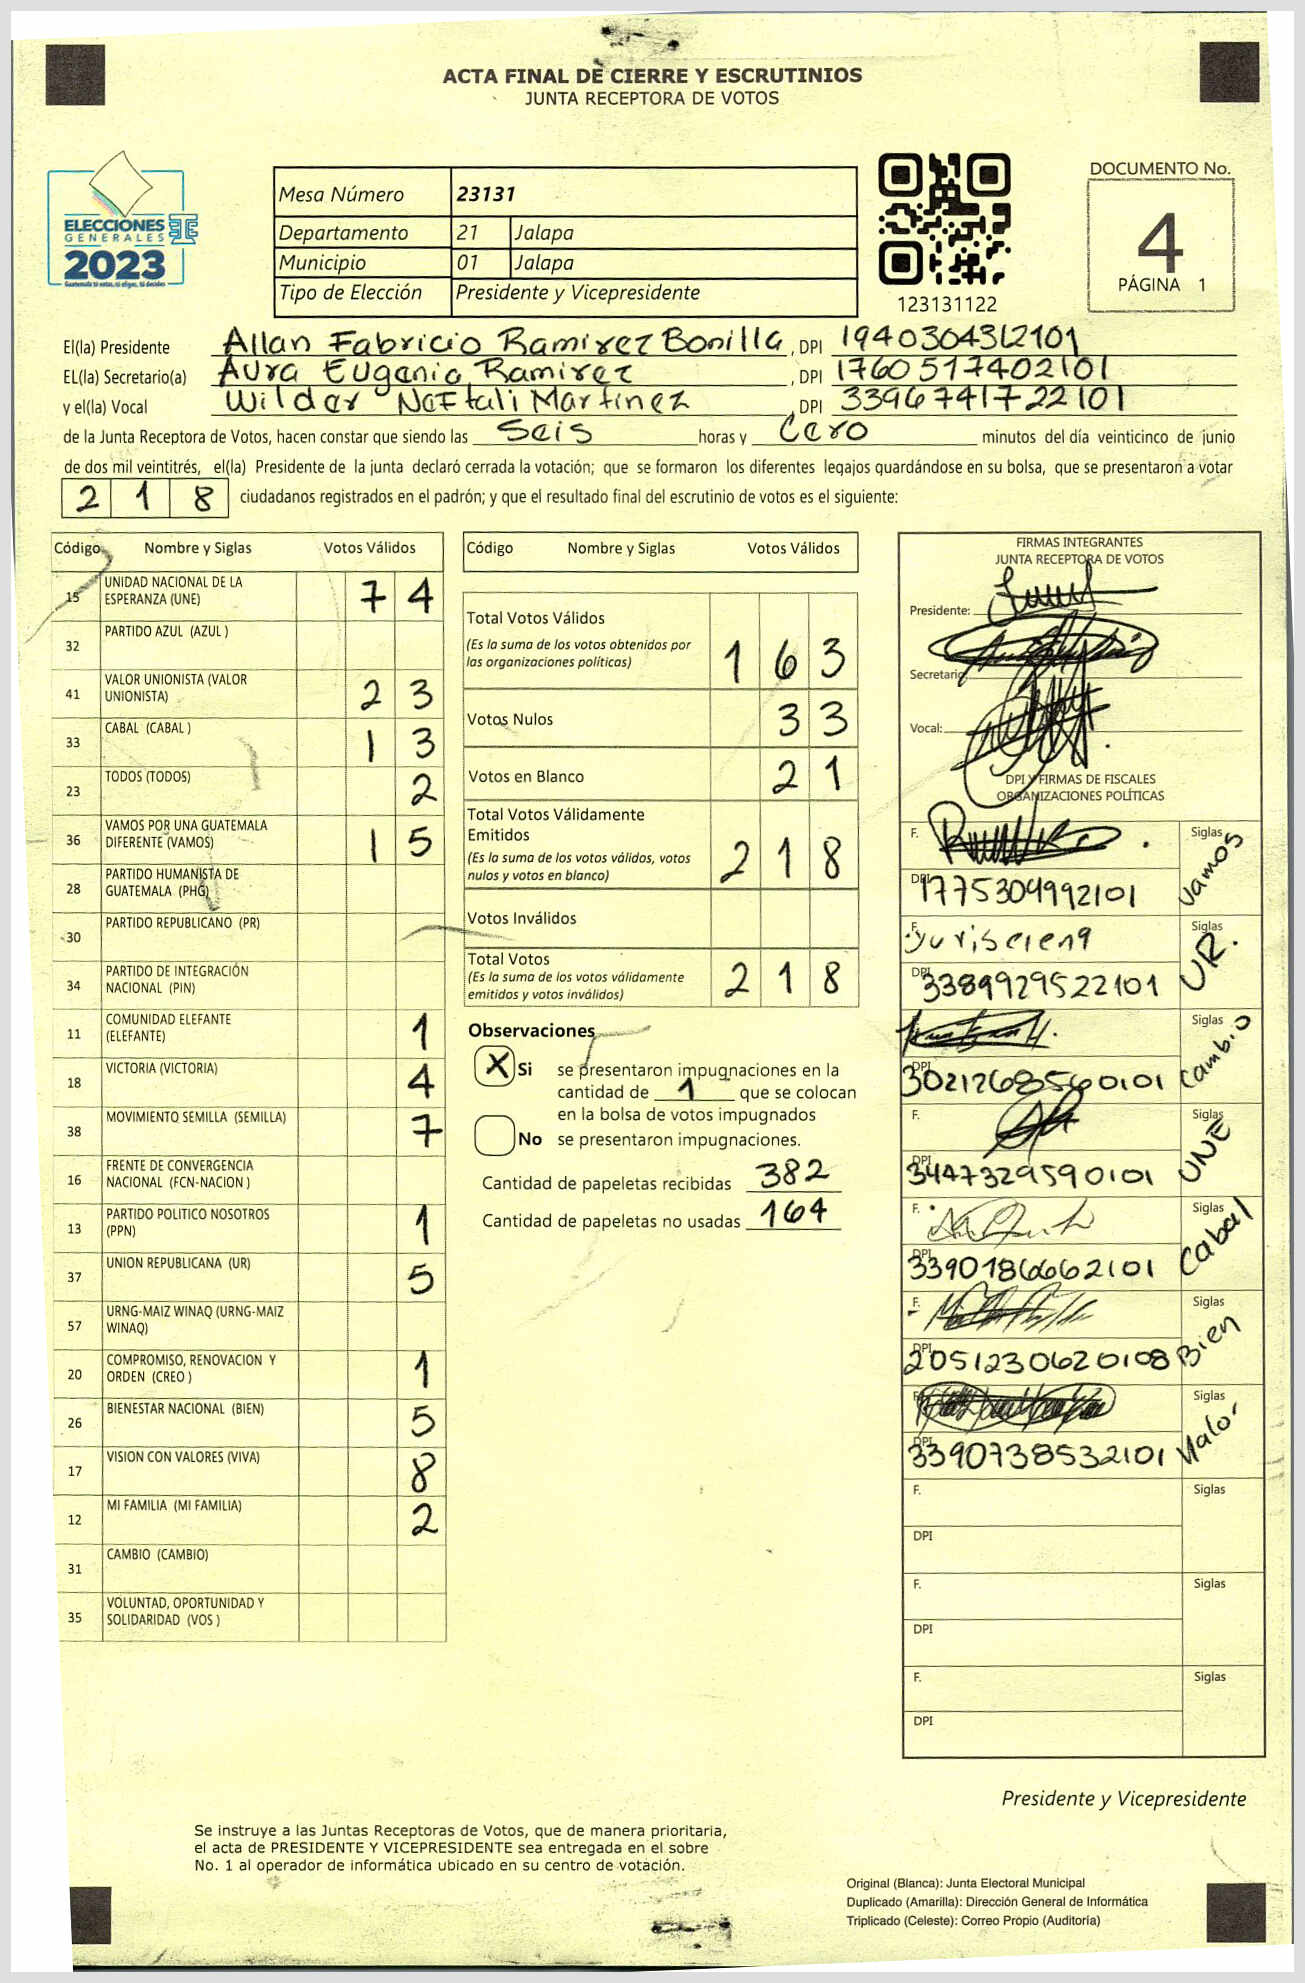 ACTA FINAL DE CIERRE Y ESCRUTINIOS
JUNTA RECEPTORA DE VOTOS
ELECCIONES
GENERALES
2023
Guatemala tú votas, tú eliges, tú decides
Mesa Número 23131
Departamento 21 Jalapa
Municipio 01 Jalapa
Tipo de Elección Presidente y Vicepresidente
123131122
DOCUMENTO No.
4
PÁGINA 1
El(la) Presidente Allan Fabricio Ramirez Bonilla, DPI 1940304312101
EL(la) Secretario(a) Aura Eugenia Ramirez, DPI 1760517402101
y el(la) Vocal Wilder Neftali Martinez, DPI 3396741722101
de la Junta Receptora de Votos, hacen constar que siendo las Seis horas y Cero minutos del día veinticinco de junio
de dos mil veintitrés, el(la) Presidente de la junta declaró cerrada la votación; que se formaron los diferentes legajos guardándose en su bolsa, que se presentaron a votar
218 ciudadanos registrados en el padrón; y que el resultado final del escrutinio de votos es el siguiente:
Código Nombre y Siglas Votos Válidos
15 UNIDAD NACIONAL DE LA
ESPERANZA (UNE) 74
32 PARTIDO AZUL (AZUL )
41 VALOR UNIONISTA (VALOR
UNIONISTA) 23
33 CABAL (CABAL ) 13
23 TODOS (TODOS) 2
36 VAMOS POR UNA GUATEMALA
DIFERENTE (VAMOS) 15
28 PARTIDO HUMANISTA DE
GUATEMALA (PHG)
30 PARTIDO REPUBLICANO (PR)
34 PARTIDO DE INTEGRACIÓN
NACIONAL (PIN)
11 COMUNIDAD ELEFANTE
(ELEFANTE) 1
18 VICTORIA (VICTORIA) 4
38 MOVIMIENTO SEMILLA (SEMILLA) 7
16 FRENTE DE CONVERGENCIA
NACIONAL (FCN-NACION )
13 PARTIDO POLITICO NOSOTROS
(PPN) 1
37 UNION REPUBLICANA (UR) 5
57 URNG-MAIZ WINAQ (URNG-MAIZ
WINAQ)
20 COMPROMISO, RENOVACION Y
ORDEN (CREO ) 1
26 BIENESTAR NACIONAL (BIEN) 5
17 VISION CON VALORES (VIVA) 8
12 MI FAMILIA (MI FAMILIA) 2
31 CAMBIO (CAMBIO)
35 VOLUNTAD, OPORTUNIDAD Y
SOLIDARIDAD (VOS )
Código Nombre y Siglas Votos Válidos
Total Votos Válidos
(Es la suma de los votos obtenidos por
las organizaciones políticas) 163
Votos Nulos 33
Votos en Blanco 21
Total Votos Válidamente
Emitidos
(Es la suma de los votos válidos, votos
nulos y votos en blanco) 218
Votos Inválidos
Total Votos
(Es la suma de los votos válidamente
emitidos y votos inválidos) 218
Observaciones
X Si se presentaron impugnaciones en la
cantidad de 1 que se colocan
en la bolsa de votos impugnados
No se presentaron impugnaciones.
Cantidad de papeletas recibidas 382
Cantidad de papeletas no usadas 164
FIRMAS INTEGRANTES
JUNTA RECEPTORA DE VOTOS
Presidente:
Secretario
Vocal:
DPI Y FIRMAS DE FISCALES
ORGANIZACIONES POLÍTICAS
F. Siglas Vamos
DPI 1775304992101
F. Siglas UR.
DPI 3389929522101
Siglas Cambio
DPI 3021268560101
F. Siglas UNE
DPI 3447329590101
F. Siglas Cabal
DPI 3390186662101
F. Siglas Bien
DPI 2051230620108
F. Siglas Valor
DPI 3390738532101
F. Siglas
DPI
F. Siglas
DPI
F. Siglas
DPI
Presidente y Vicepresidente
Se instruye a las Juntas Receptoras de Votos, que de manera prioritaria,
el acta de PRESIDENTE Y VICEPRESIDENTE sea entregada en el sobre
No. 1 al operador de informática ubicado en su centro de votación.
Original (Blanca): Junta Electoral Municipal
Duplicado (Amarilla): Dirección General de Informática
Triplicado (Celeste): Correo Propio (Auditoría)